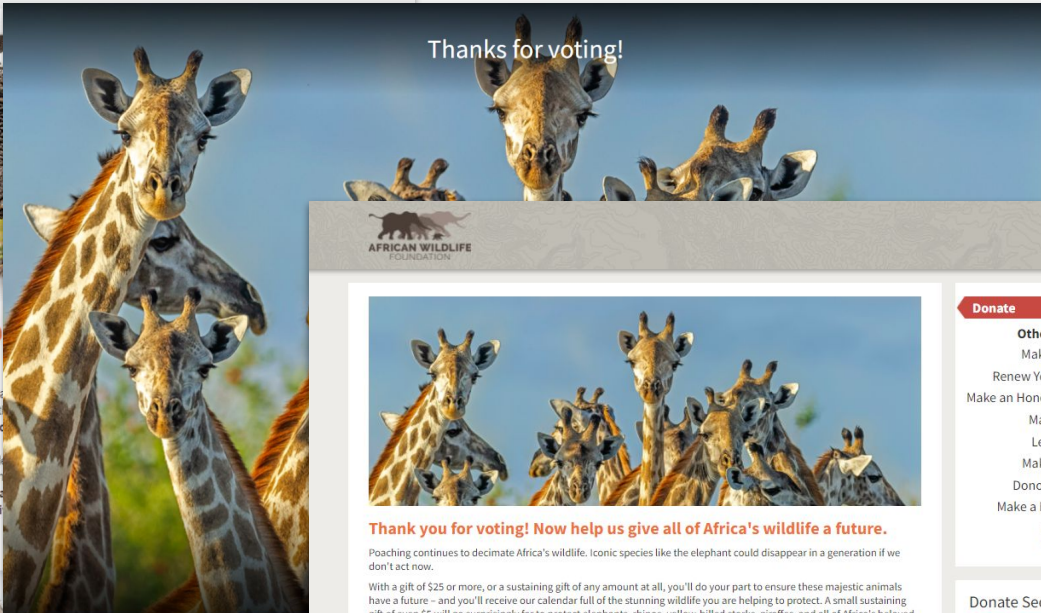 Thanks for voting!
AFRICAN WILDLIFE
FOUNDATION
Donate
Thank you for voting! Now help us give all of Africa's wildlife a future.
Poaching continues to decimate Africa's wildlife. Iconic species like the elephant could disappear in a generation if we
don't act now.
With a gift of $25 or more, or a sustaining gift of any amount at all, you'll do your part to ensure these majestic animals
have a future – and you'll receive our calendar full of the stunning wildlife you are helping to protect. A small sustaining
Renew
Make an
Make a
Donate